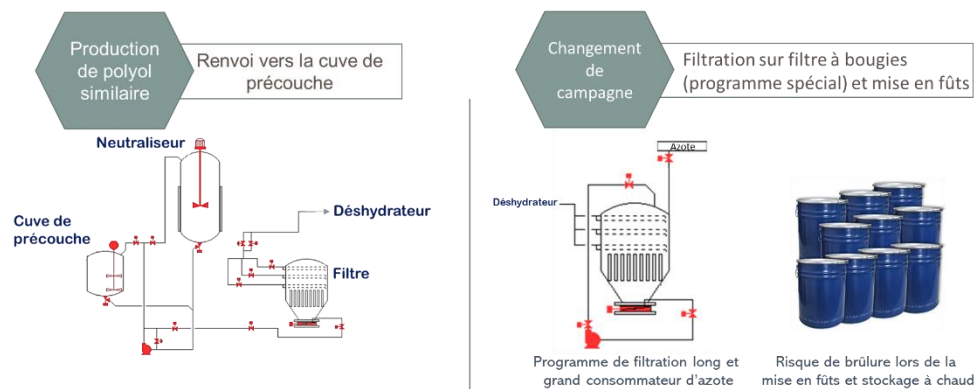 Production
de polyol
similaire
Renvoi vers la cuve de
précouche
Neutraliseur
Cuve de
précouche
Déshydrateur
Filtre
Changement
de
campagne
Filtration sur filtre à bougies
(programme spécial) et mise en fûts
Azote
Déshydrateur
Programme de filtration long et
grand consommateur d'azote
Risque de brûlure lors de la
mise en fûts et stockage à chaud